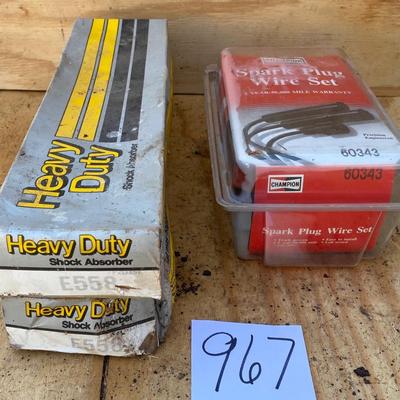 Heavy
Duty
Shock Absorber
Heavy Duty
Shock Absorber
E558
Heavy Duty
Shock Absorber
E558
CHAMPION
Spark Plug
Wire Set
60343
60343
CHAMPION
Spark Plug Wire Set
967